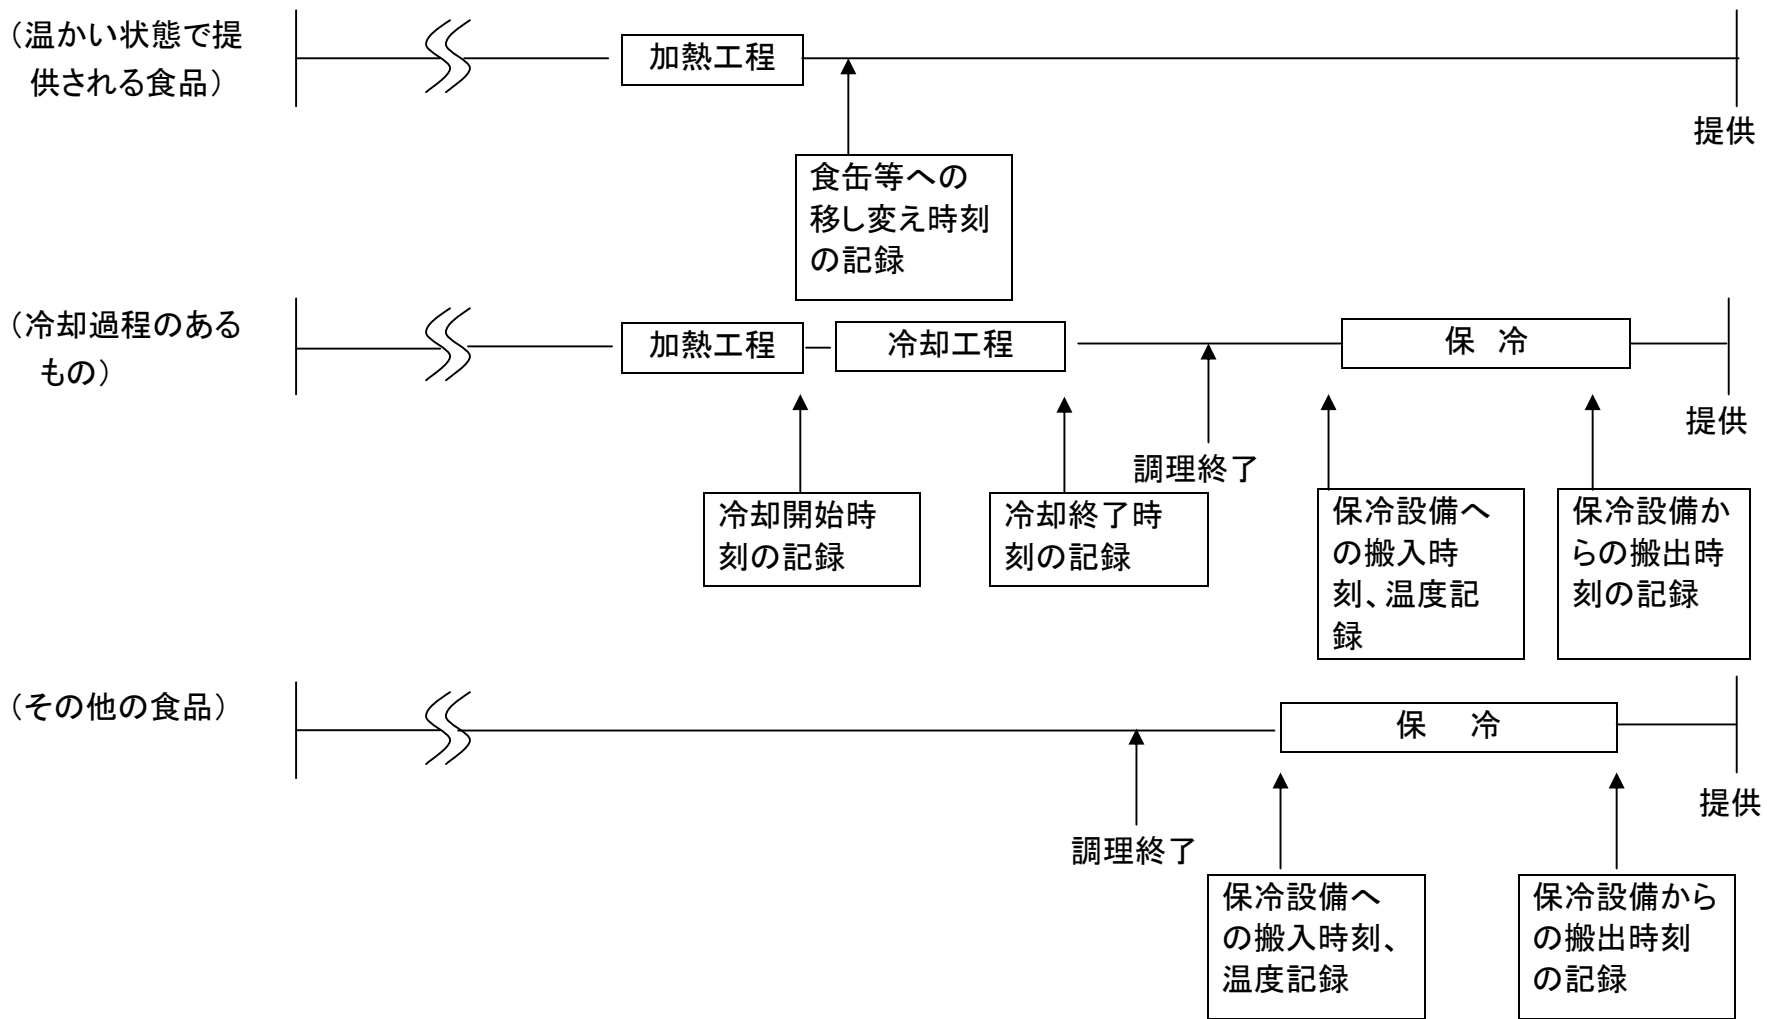 （温かい状態で提
供される食品）
加熱工程
提供
食缶等への
移し変え時刻
の記録
（冷却過程のある
もの）
加熱工程
冷却工程
保 冷
提供
調理終了
冷却開始時
刻の記録
冷却終了時
刻の記録
保冷設備へ
の搬入時
刻、温度記
録
保冷設備か
らの搬出時
刻の記録
（その他の食品）
保 冷
提供
調理終了
保冷設備へ
の搬入時刻、
温度記録
保冷設備から
の搬出時刻
の記録